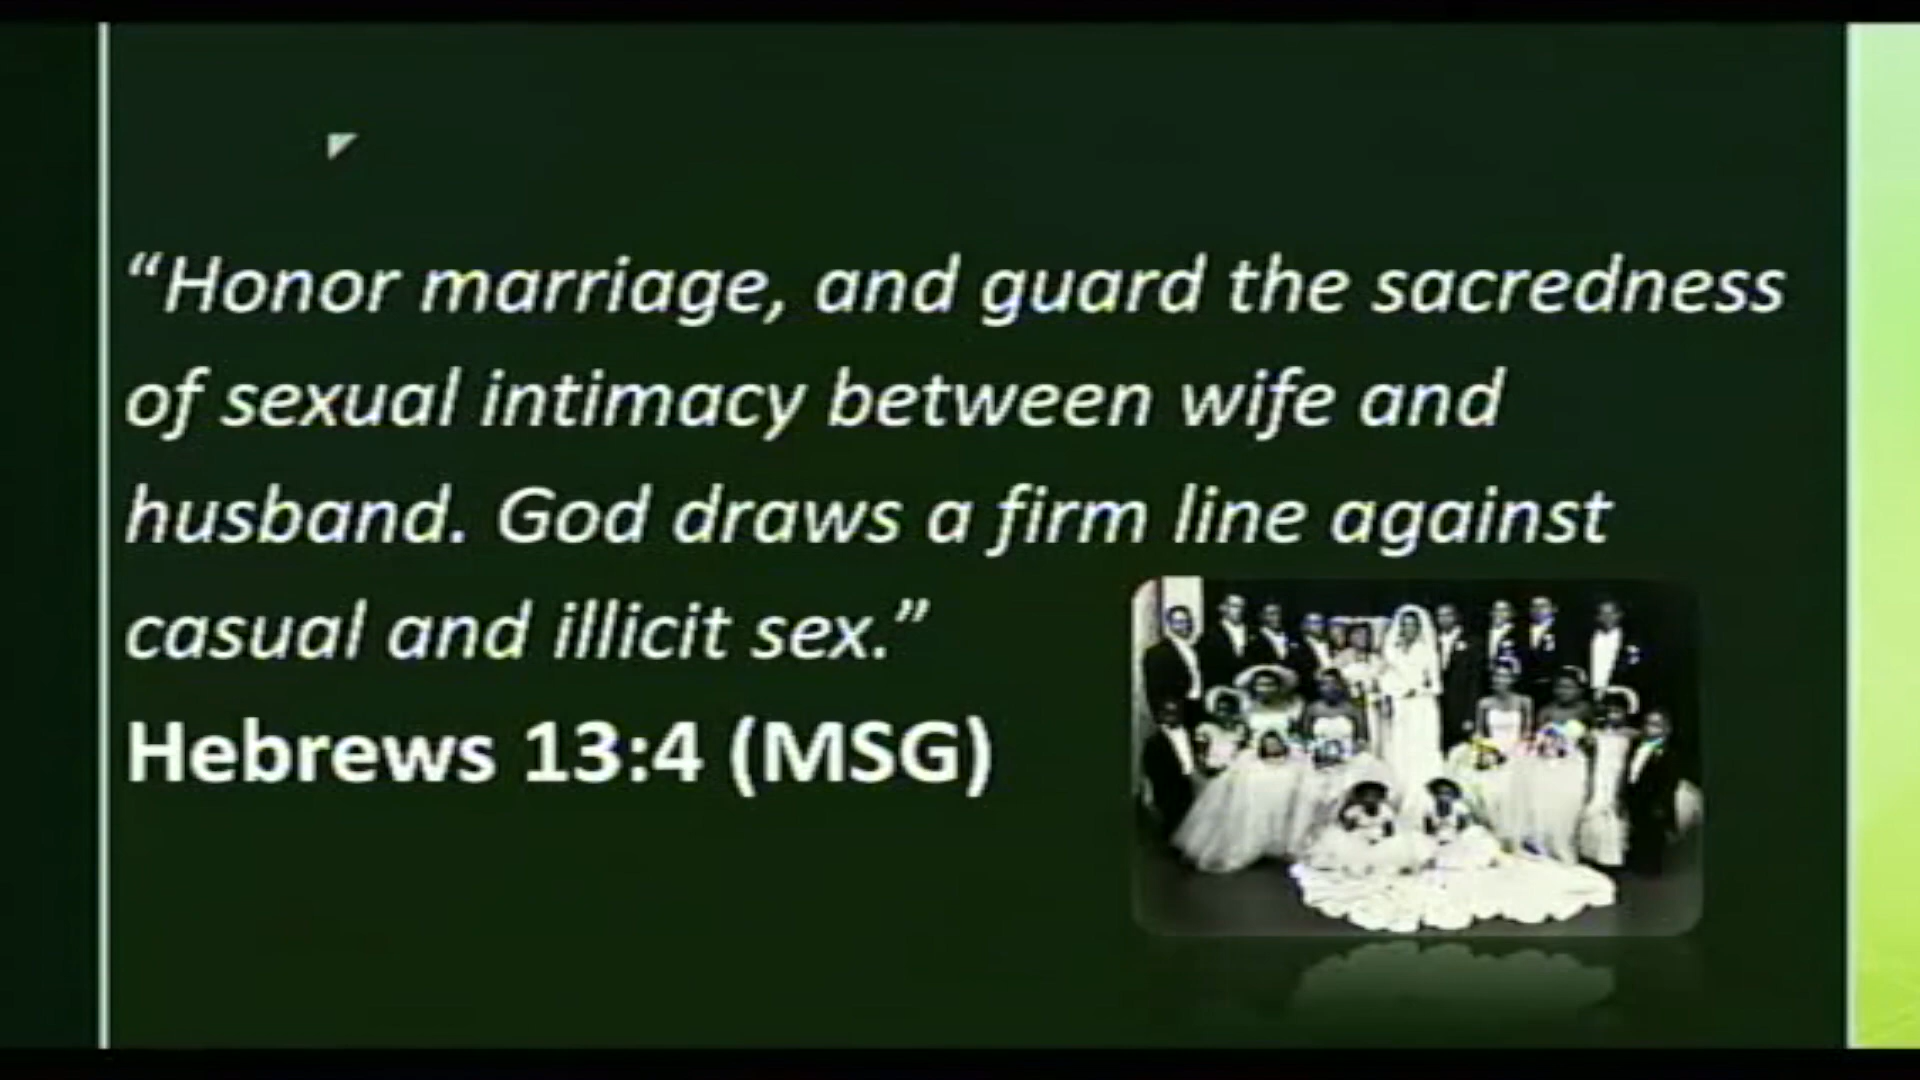 “Honor marriage, and guard the sacredness
of sexual intimacy between wife and
husband. God draws a firm line against
casual and illicit sex.”
Hebrews 13:4 (MSG)